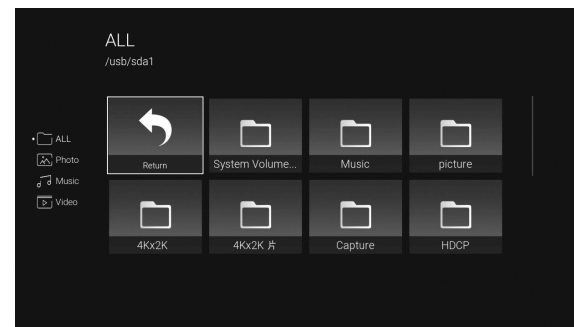 ALL
/usb/sda1
ALL
Photo
Music
Video
Return
System Volume...
Music
picture
4Kx2K
4Kx2K 片
Capture
HDCP